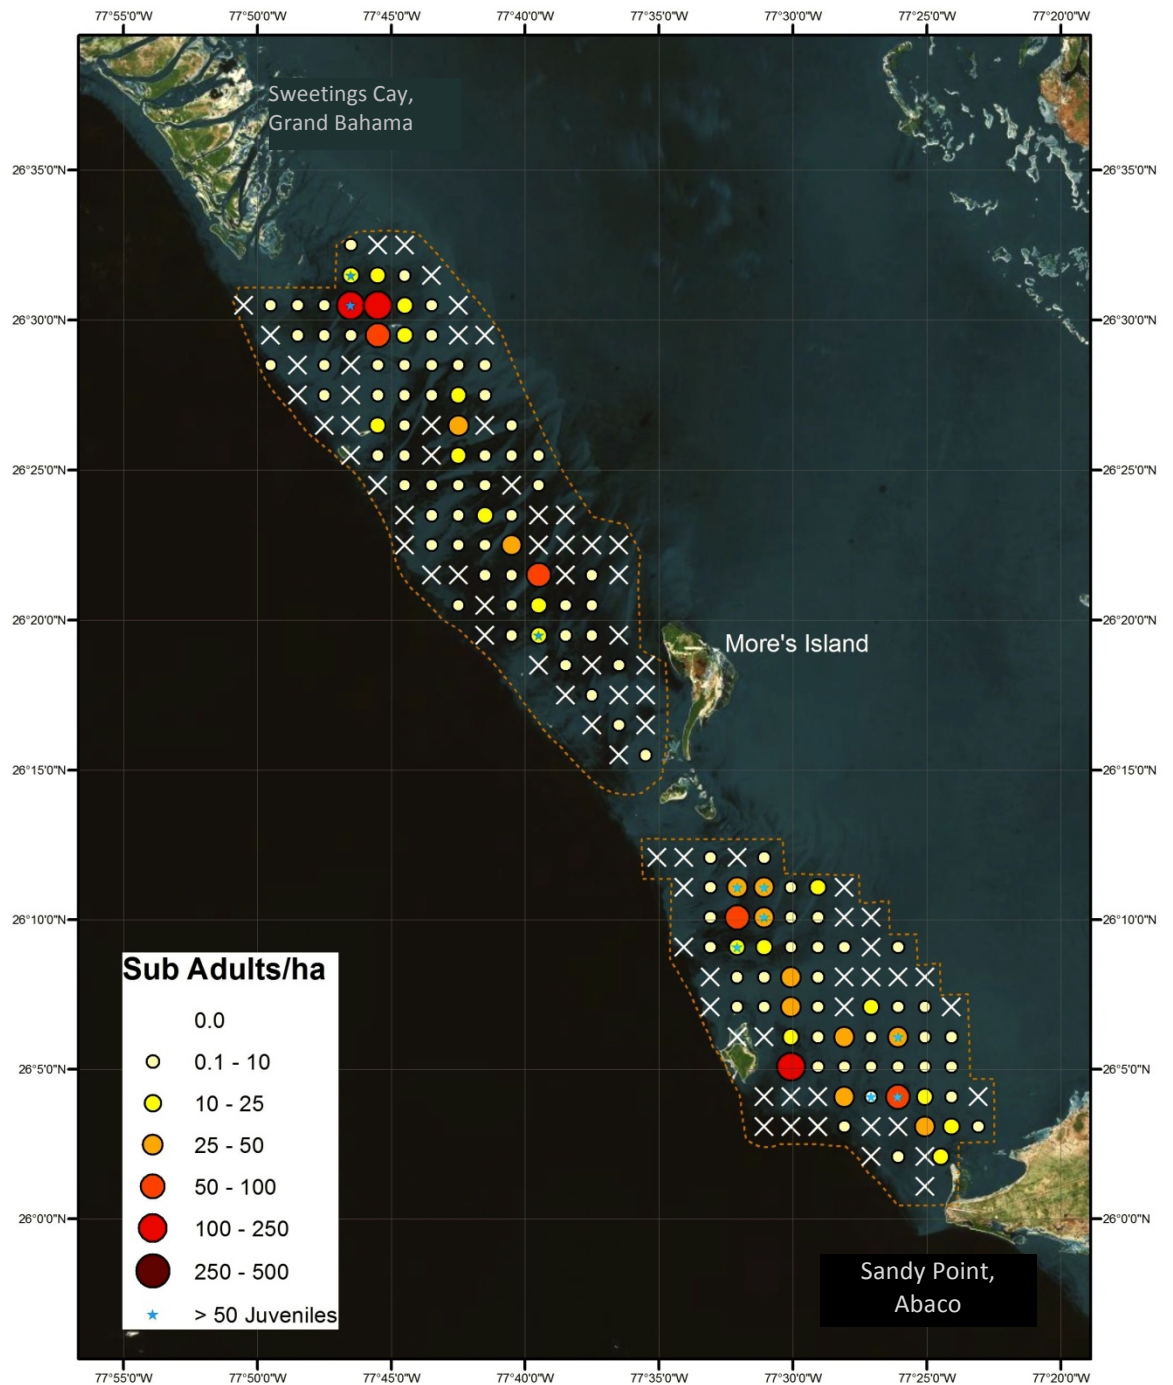 77°55'0"W 77°50'0"W 77°45'0"W 77°40'0"W 77°35'0"W 77°30'0"W 77°25'0"W 77°20'0"W
Sweetings Cay,
Grand Bahama
26°35'0"N 26°35'0"N
26°30'0"N 26°30'0"N
26°25'0"N 26°25'0"N
26°20'0"N 26°20'0"N
More's Island
26°15'0"N 26°15'0"N
26°10'0"N 26°10'0"N
Sub Adults/ha
0.0
0.1 - 10
10 - 25
25 - 50
50 - 100
100 - 250
250 - 500
> 50 Juveniles
26°5'0"N 26°5'0"N
26°0'0"N 26°0'0"N
Sandy Point,
Abaco
77°55'0"W 77°50'0"W 77°45'0"W 77°40'0"W 77°35'0"W 77°30'0"W 77°25'0"W 77°20'0"W